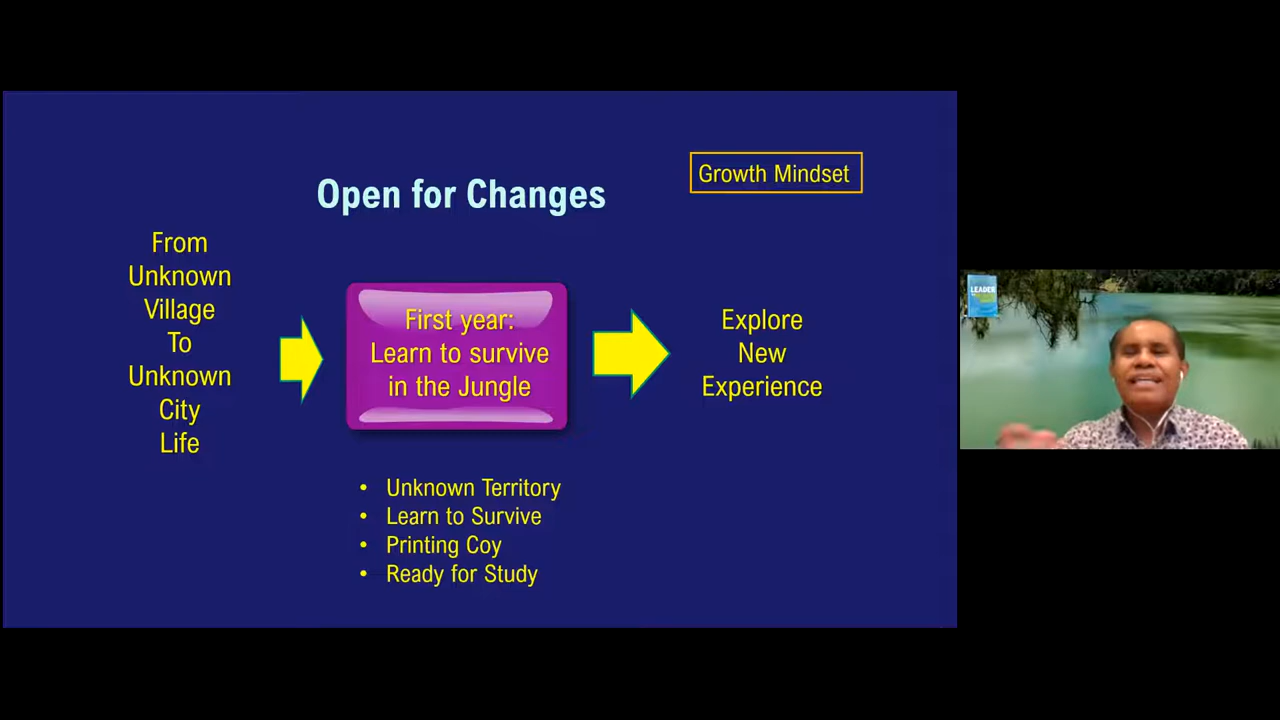 Growth Mindset
Open for Changes
From
Unknown
Village
To
Unknown
City
Life
First year:
Learn to survive
in the Jungle
Explore
New
Experience
• Unknown Territory
• Learn to Survive
• Printing Coy
• Ready for Study
LEADER